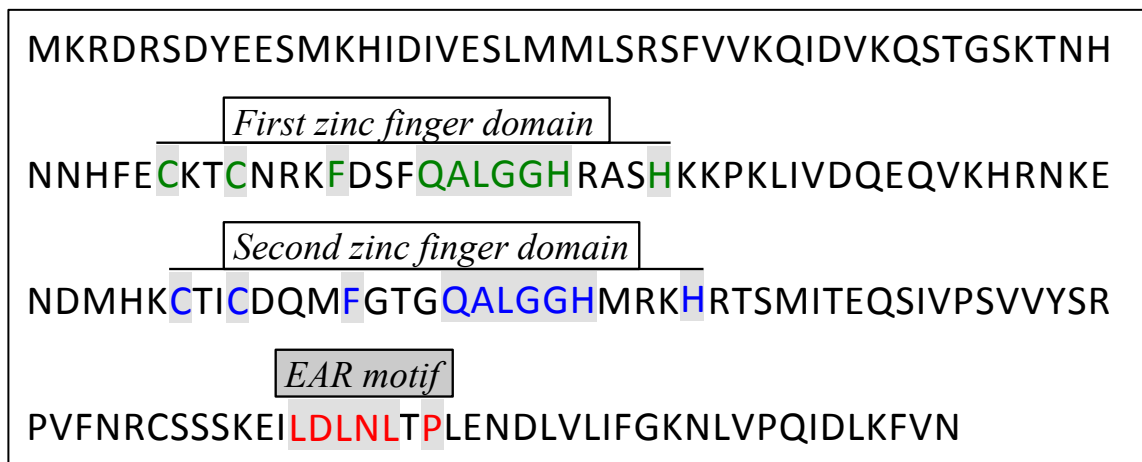 MKRDRSDYEESMKHIDIVESLMMLSRSFVVKQIDVKQSTGSKTNH
First zinc finger domain
NNHFECKTCNRKFDSFQALGGHRASHKKPKLIVDQEQVKHRNKE
Second zinc finger domain
NDMHKCTICDQMFGTGQALGGHMRKHRTSMITEQSIVPSVVYSR
EAR motif
PVFNRCSSSKEILDLNLTPLENDLVLIFGKNLVPQIDLKFVN